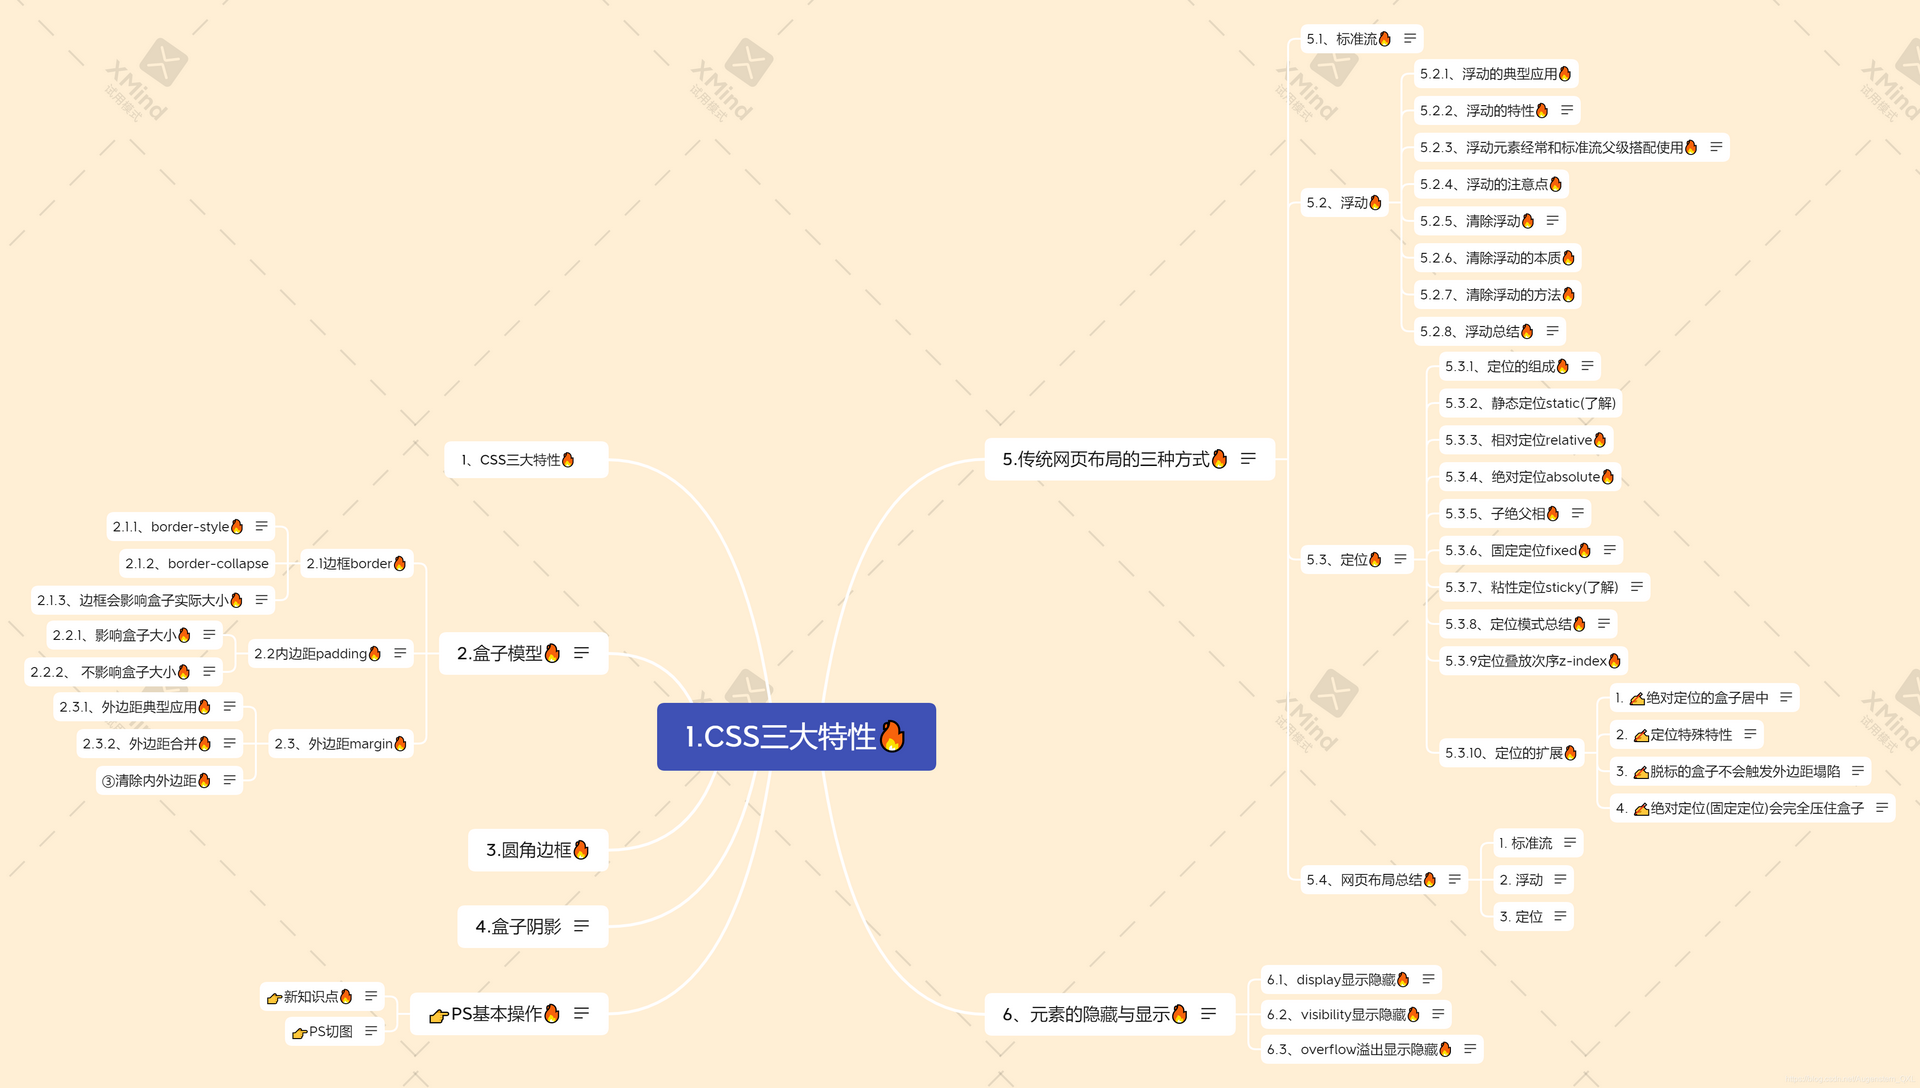 1.CSS三大特性🔥
1、CSS三大特性🔥
2.盒子模型🔥
2.1边框border🔥
2.1.1、border-style🔥
2.1.2、border-collapse
2.1.3、边框会影响盒子实际大小🔥
2.2内边距padding🔥
2.2.1、影响盒子大小🔥
2.2.2、 不影响盒子大小🔥
2.3、外边距margin🔥
2.3.1、外边距典型应用🔥
2.3.2、外边距合并🔥
③清除内外边距🔥
3.圆角边框🔥
4.盒子阴影
👉PS基本操作🔥
👉新知识点🔥
👉PS切图
5.传统网页布局的三种方式🔥
5.1、标准流🔥
5.2、浮动🔥
5.2.1、浮动的典型应用🔥
5.2.2、浮动的特性🔥
5.2.3、浮动元素经常和标准流父级搭配使用🔥
5.2.4、浮动的注意点🔥
5.2.5、清除浮动🔥
5.2.6、清除浮动的本质🔥
5.2.7、清除浮动的方法🔥
5.2.8、浮动总结🔥
5.3、定位🔥
5.3.1、定位的组成🔥
5.3.2、静态定位static(了解)
5.3.3、相对定位relative🔥
5.3.4、绝对定位absolute🔥
5.3.5、子绝父相🔥
5.3.6、固定定位fixed🔥
5.3.7、粘性定位sticky(了解)
5.3.8、定位模式总结🔥
5.3.9定位叠放次序z-index🔥
5.3.10、定位的扩展🔥
1. ✍绝对定位的盒子居中
2. ✍定位特殊特性
3. ✍脱标的盒子不会触发外边距塌陷
4. ✍绝对定位(固定定位)会完全压住盒子
5.4、网页布局总结🔥
1. 标准流
2. 浮动
3. 定位
6、元素的隐藏与显示🔥
6.1、display显示隐藏🔥
6.2、visibility显示隐藏🔥
6.3、overflow溢出显示隐藏🔥
XMind
试用模式
XMind
试用模式
XMind
试用模式
XMind
试用模式
XMind
试用模式
XMind
试用模式